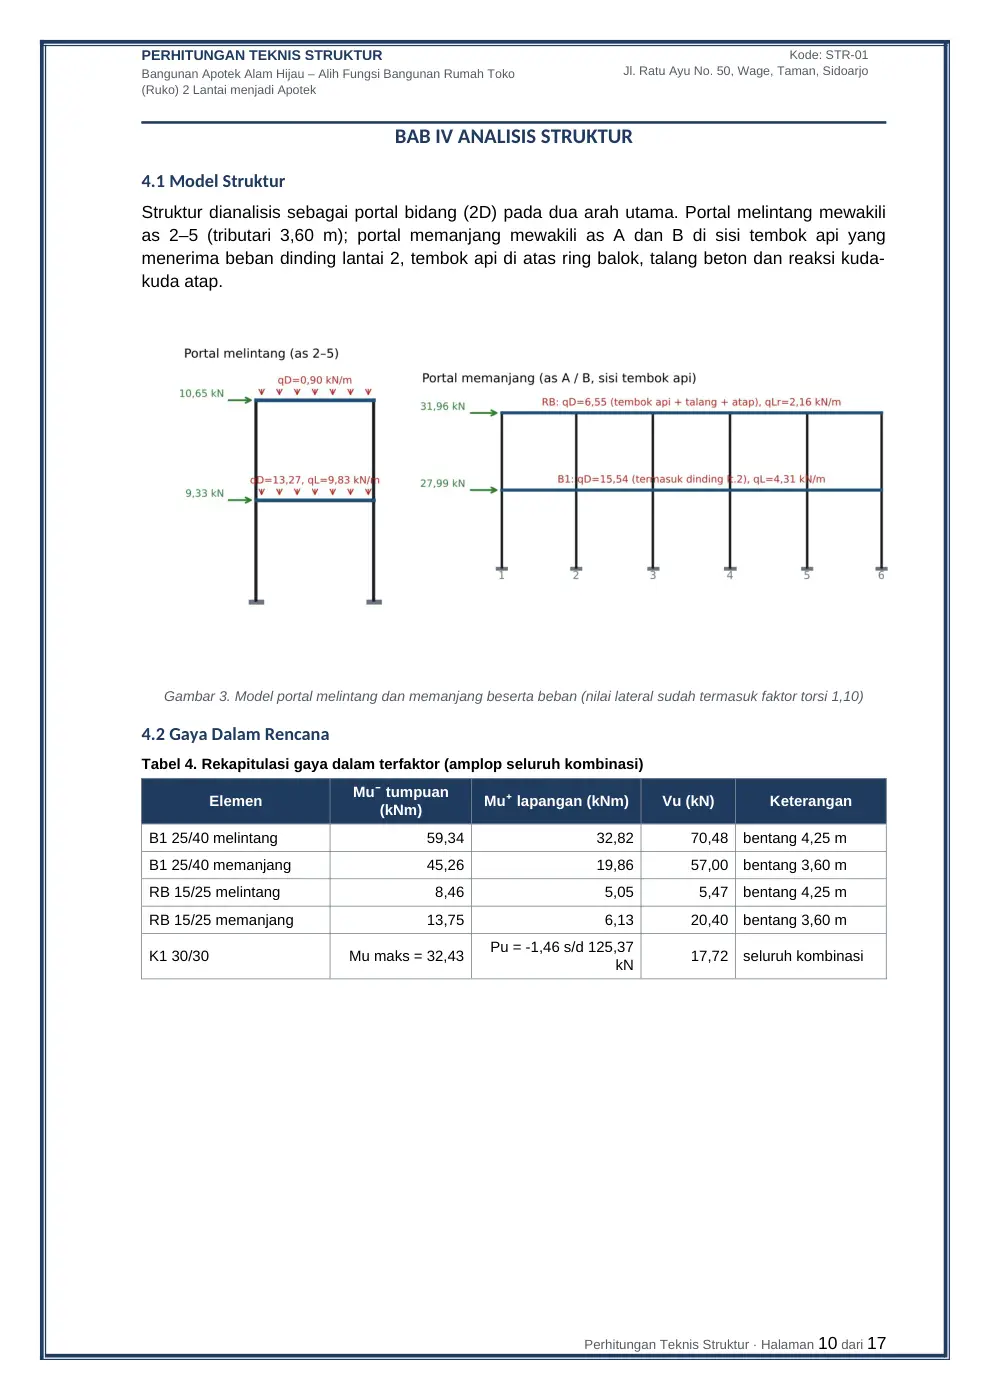 PERHITUNGAN TEKNIS STRUKTUR
Bangunan Apotek Alam Hijau – Alih Fungsi Bangunan Rumah Toko
(Ruko) 2 Lantai menjadi Apotek
Kode: STR-01
Jl. Ratu Ayu No. 50, Wage, Taman, Sidoarjo
BAB IV ANALISIS STRUKTUR
4.1 Model Struktur
Struktur dianalisis sebagai portal bidang (2D) pada dua arah utama. Portal melintang mewakili
as 2–5 (tributari 3,60 m); portal memanjang mewakili as A dan B di sisi tembok api yang
menerima beban dinding lantai 2, tembok api di atas ring balok, talang beton dan reaksi kuda-
kuda atap.
Portal melintang (as 2–5)
qD=0,90 kN/m
10,65 kN
qD=13,27, qL=9,83 kN/m
9,33 kN
Portal memanjang (as A / B, sisi tembok api)
RB: qD=6,55 (tembok api + talang + atap), qLr=2,16 kN/m
31,96 kN
B1: qD=15,54 (termasuk dinding lt.2), qL=4,31 kN/m
27,99 kN
1 2 3 4 5 6
Gambar 3. Model portal melintang dan memanjang beserta beban (nilai lateral sudah termasuk faktor torsi 1,10)
4.2 Gaya Dalam Rencana
Tabel 4. Rekapitulasi gaya dalam terfaktor (amplop seluruh kombinasi)
Elemen Mu⁻ tumpuan (kNm) Mu⁺ lapangan (kNm) Vu (kN) Keterangan
B1 25/40 melintang 59,34 32,82 70,48 bentang 4,25 m
B1 25/40 memanjang 45,26 19,86 57,00 bentang 3,60 m
RB 15/25 melintang 8,46 5,05 5,47 bentang 4,25 m
RB 15/25 memanjang 13,75 6,13 20,40 bentang 3,60 m
K1 30/30 Mu maks = 32,43 Pu = -1,46 s/d 125,37 kN 17,72 seluruh kombinasi
Perhitungan Teknis Struktur · Halaman 10 dari 17